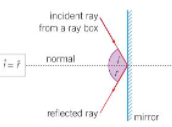 incident ray
from a ray box
normal
î = r̂
i
r
reflected ray
mirror